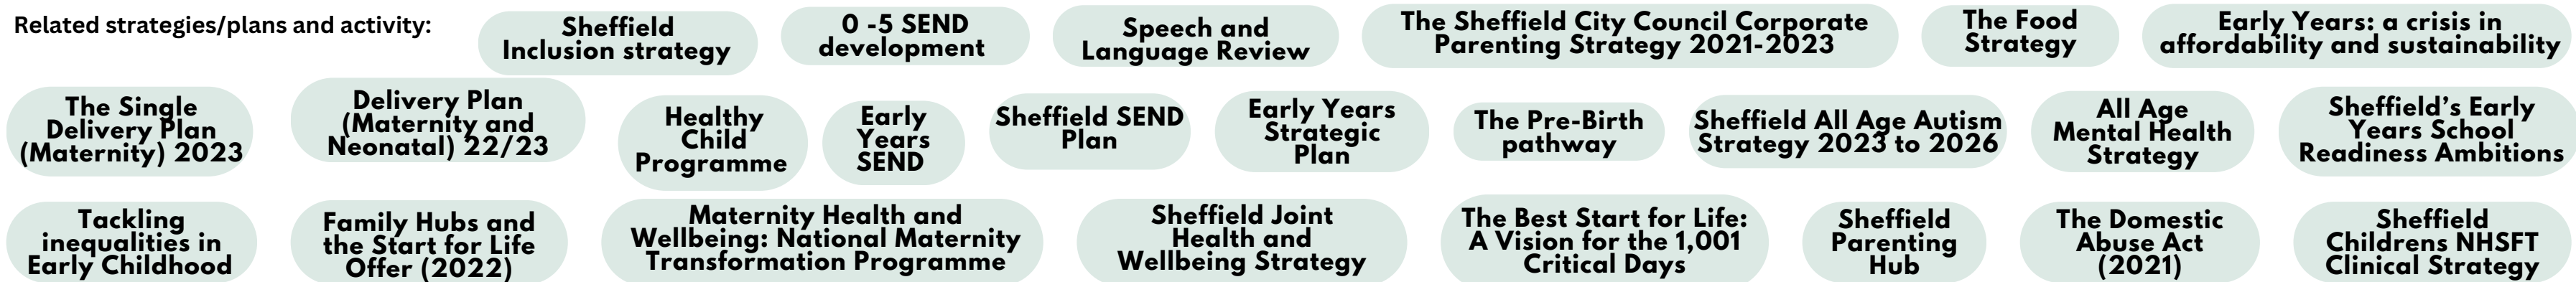 Related strategies/plans and activity:
Sheffield
Inclusion strategy
0 -5 SEND
development
Speech and
Language Review
The Sheffield City Council Corporate
Parenting Strategy 2021-2023
The Food
Strategy
Early Years: a crisis in
affordability and sustainability
The Single
Delivery Plan
(Maternity) 2023
Delivery Plan
(Maternity and
Neonatal) 22/23
Healthy
Child
Programme
Early
Years
SEND
Sheffield SEND
Plan
Early Years
Strategic
Plan
The Pre-Birth
pathway
Sheffield All Age Autism
Strategy 2023 to 2026
All Age
Mental Health
Strategy
Sheffield's Early
Years School
Readiness Ambitions
Tackling
inequalities in
Early Childhood
Family Hubs and
the Start for Life
Offer (2022)
Maternity Health and
Wellbeing: National Maternity
Transformation Programme
Sheffield Joint
Health and
Wellbeing Strategy
The Best Start for Life:
A Vision for the 1,001
Critical Days
Sheffield
Parenting
Hub
The Domestic
Abuse Act
(2021)
Sheffield
Childrens NHSFT
Clinical Strategy